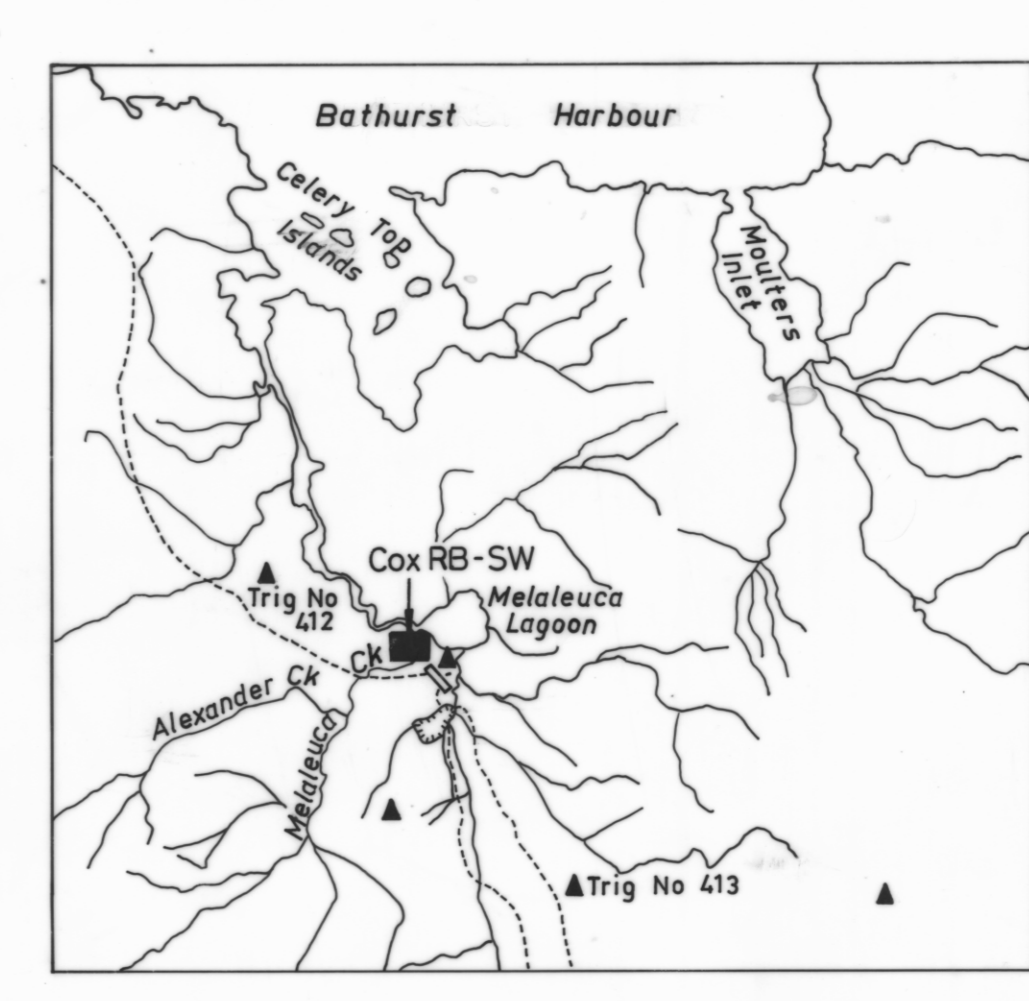 Bathurst Harbour
Celery Top
Islands
Moulters
Inlet
Cox RB-SW
Trig No
412
Melaleuca
Lagoon
Alexander Ck
Melaleuca Ck
Trig No 413